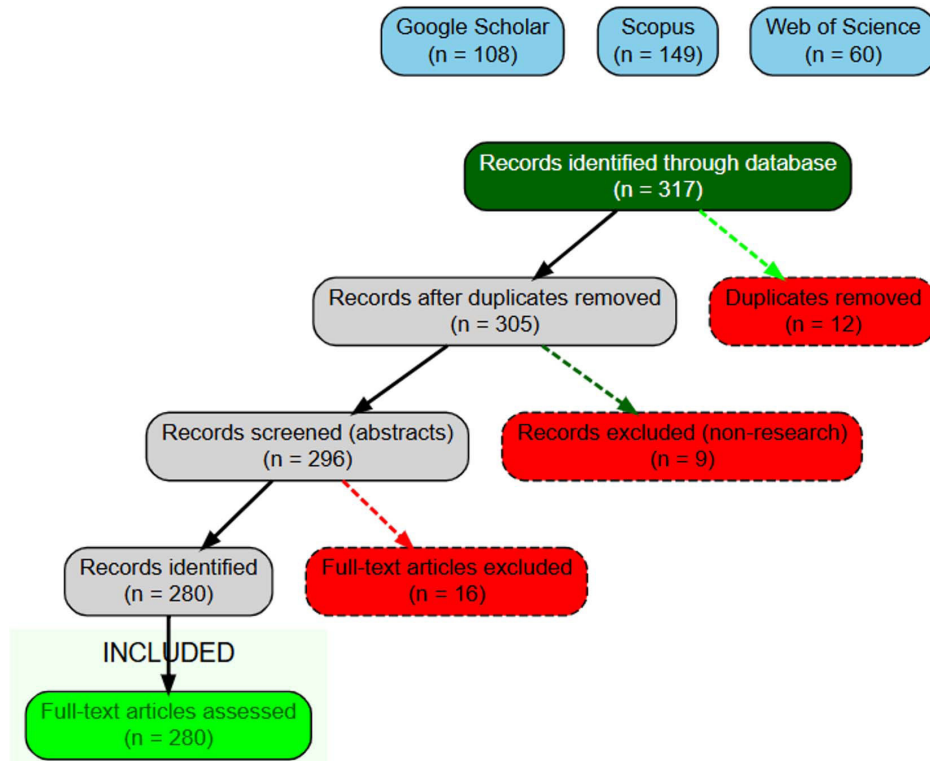 Google Scholar
(n = 108)
Scopus
(n = 149)
Web of Science
(n = 60)
Records identified through database
(n = 317)
Records after duplicates removed
(n = 305)
Duplicates removed
(n = 12)
Records screened (abstracts)
(n = 296)
Records excluded (non-research)
(n = 9)
Records identified
(n = 280)
Full-text articles excluded
(n = 16)
INCLUDED
Full-text articles assessed
(n = 280)